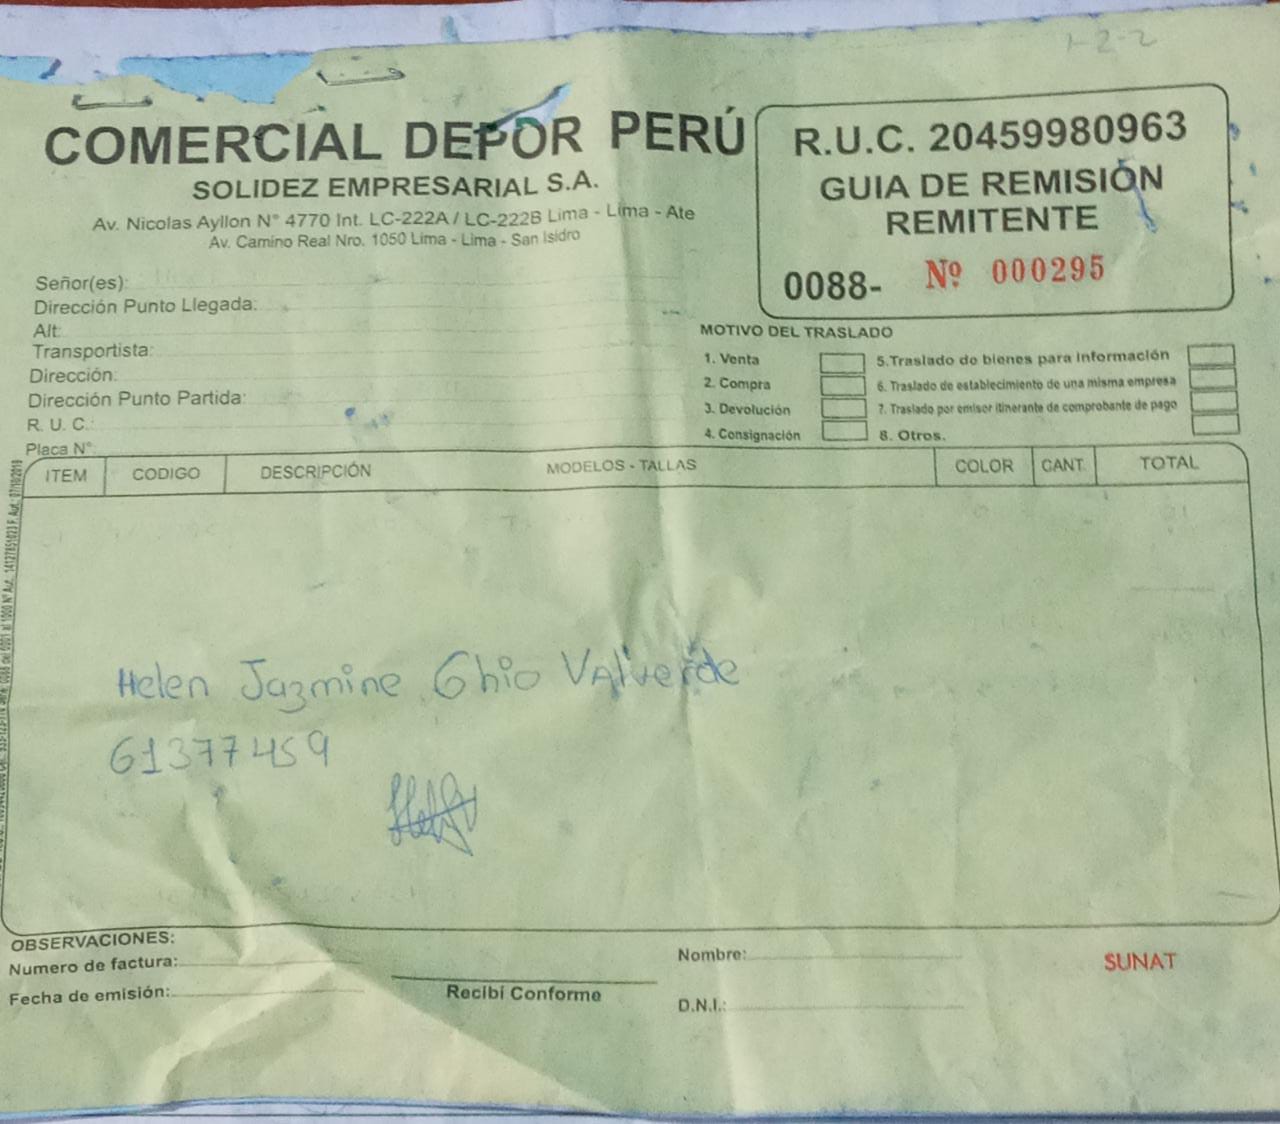 1-2-2
COMERCIAL DEPOR PERÚ
SOLIDEZ EMPRESARIAL S.A.
Av. Nicolas Ayllon N° 4770 Int. LC-222A / LC-222B Lima - Lima - Ate
Av. Camino Real Nro. 1050 Lima - Lima - San Isidro
R.U.C. 20459980963
GUIA DE REMISIÓN
REMITENTE
0088- Nº 000295
Señor(es):
Dirección Punto Llegada:
Alt:
Transportista:
Dirección:
Dirección Punto Partida:
R. U. C.:
Placa N°
MOTIVO DEL TRASLADO
1. Venta
2. Compra
3. Devolución
4. Consignación
5.Traslado de bienes para información
6. Traslado de establecimiento de una misma empresa
7. Traslado por emisor itinerante de comprobante de pago
8. Otros.
ITEM CODIGO DESCRIPCIÓN MODELOS - TALLAS COLOR CANT. TOTAL
Helen Jazmine Ghio Valverde
61377459
OBSERVACIONES:
Numero de factura:
Fecha de emisión:
Recibí Conforme
Nombre:
D.N.I.:
SUNAT